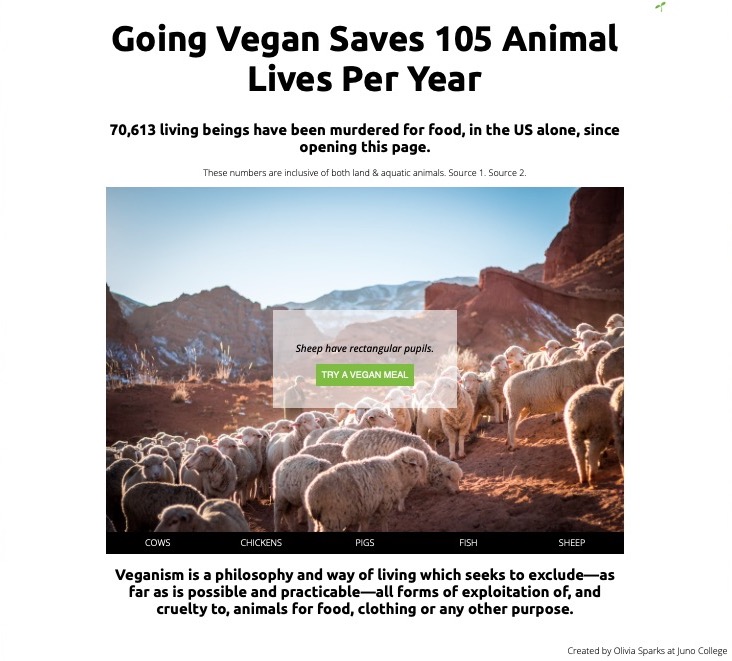 Going Vegan Saves 105 Animal
Lives Per Year
70,613 living beings have been murdered for food, in the US alone, since
opening this page.
These numbers are inclusive of both land & aquatic animals. Source 1. Source 2.
Sheep have rectangular pupils.
TRY A VEGAN MEAL
COWS CHICKENS PIGS FISH SHEEP
Veganism is a philosophy and way of living which seeks to exclude—as
far as is possible and practicable—all forms of exploitation of, and
cruelty to, animals for food, clothing or any other purpose.
Created by Olivia Sparks at Juno College